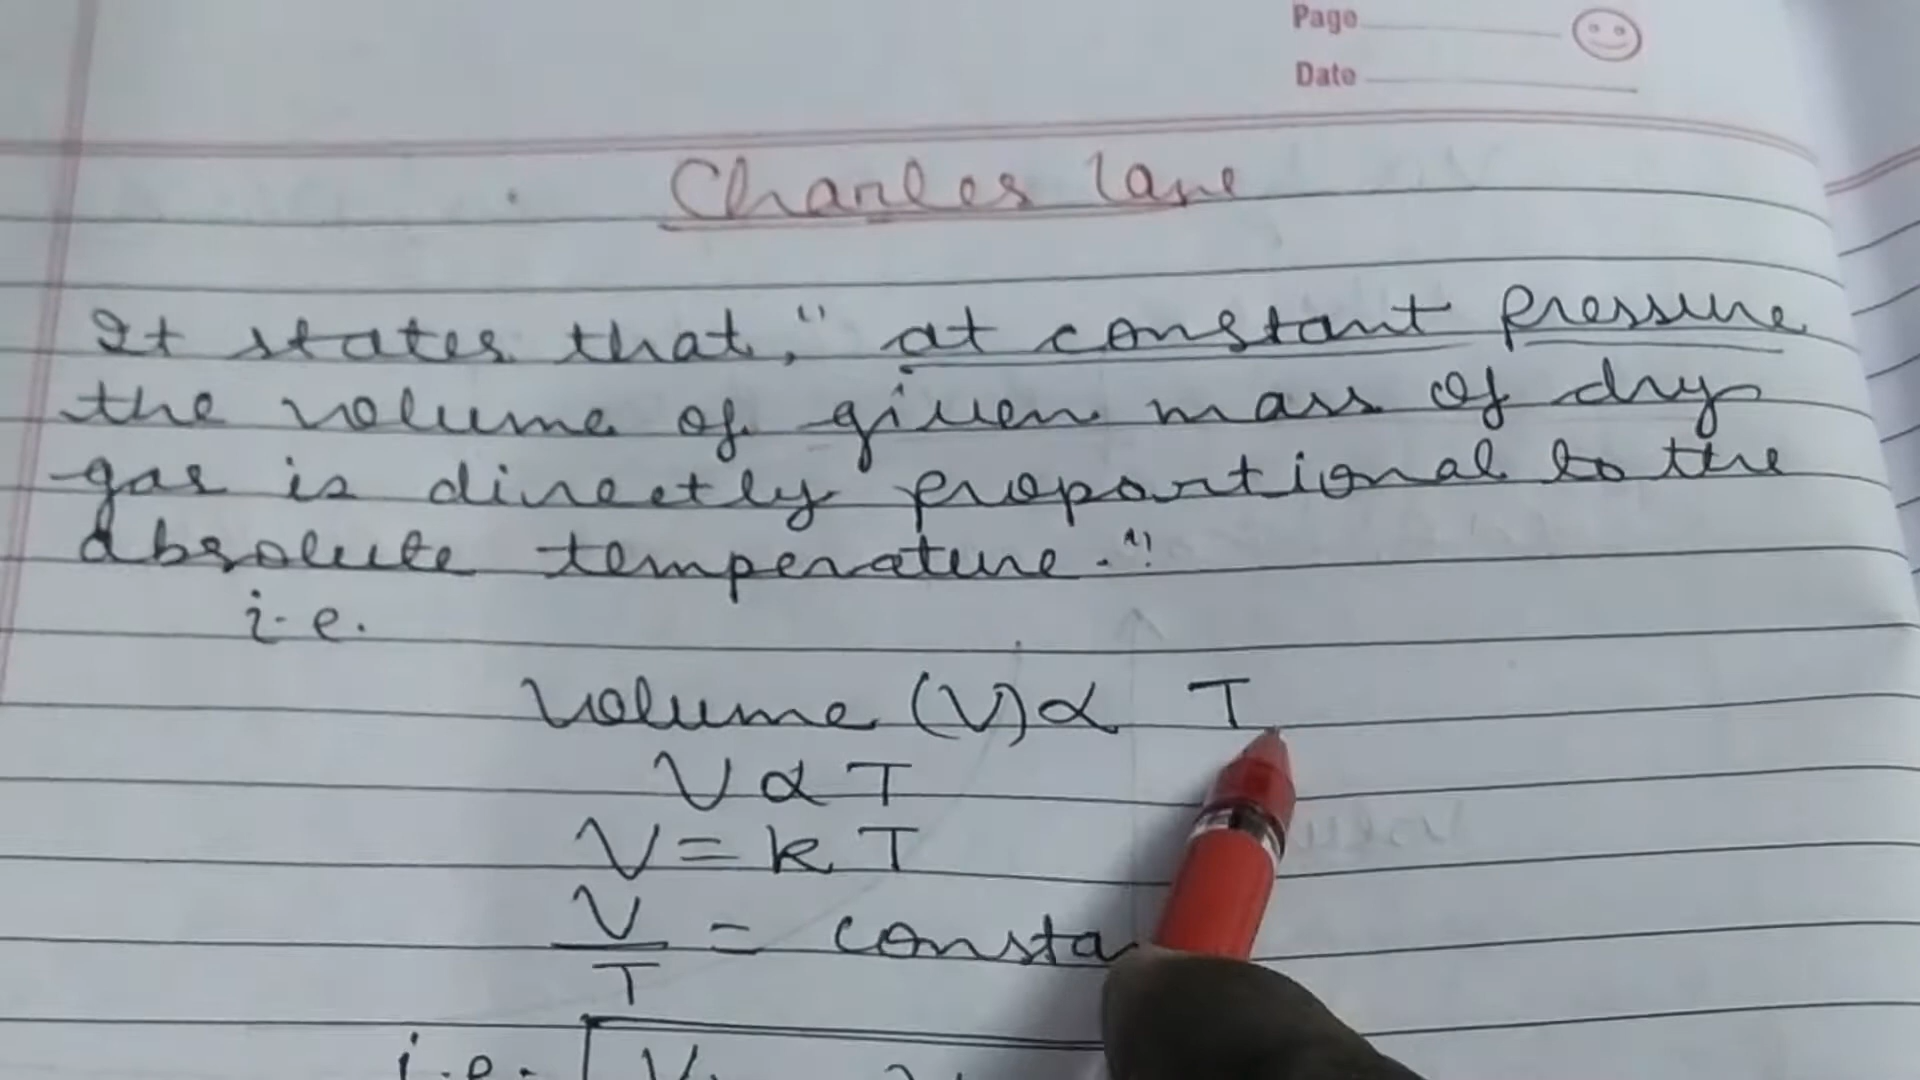 Page
Date
Charles law
It states that, "at constant pressure
the volume of given mass of dry
gas is directly proportional to the
absolute temperature."
i.e.
Volume (V) ∝ T
V ∝ T
V = k T
V/T = consta
i.e.